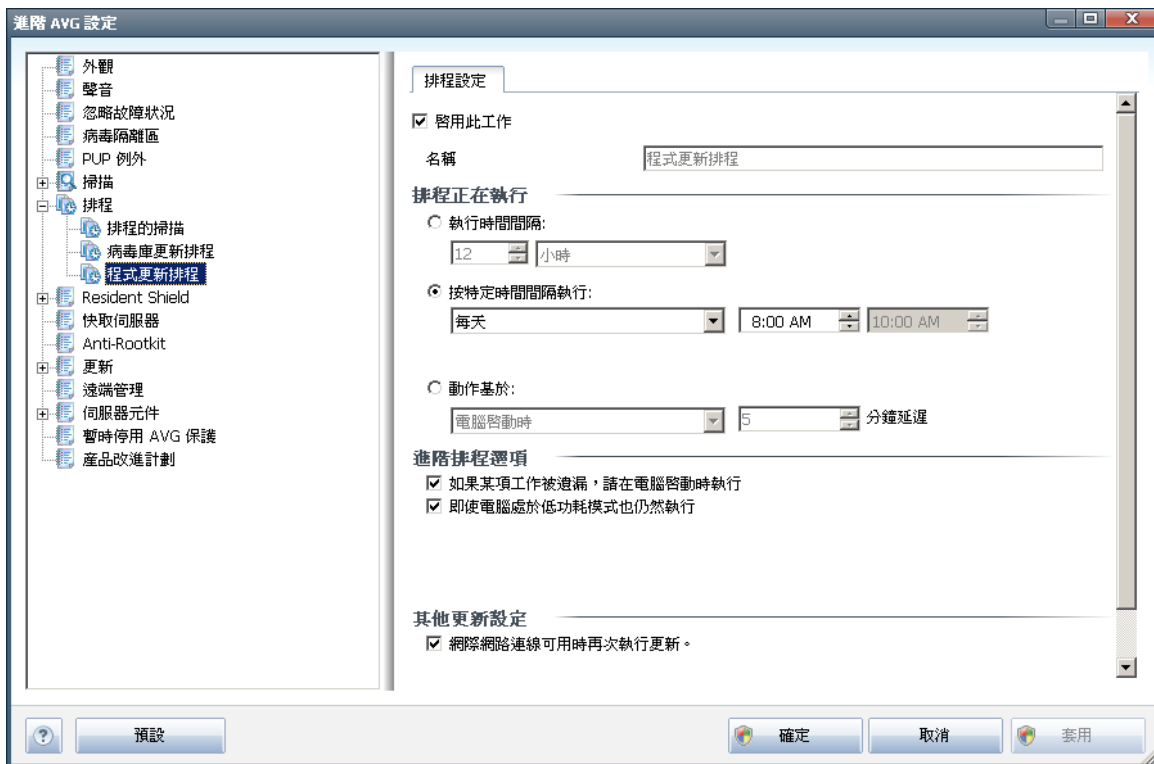 進階 AVG 設定
外觀
聲音
忽略故障狀況
病毒隔離區
PUP 例外
掃描
排程
排程的掃描
病毒庫更新排程
程式更新排程
Resident Shield
快取伺服器
Anti-Rootkit
更新
遠端管理
伺服器元件
暫時停用 AVG 保護
產品改進計劃
排程設定
啓用此工作
名稱 程式更新排程
排程正在執行
執行時間間隔:
12 小時
按特定時間間隔執行:
每天 8:00 AM 10:00 AM
動作基於:
電腦啓動時 5 分鐘延遲
進階排程選項
如果某項工作被遺漏，請在電腦啓動時執行
即使電腦處於低功耗模式也仍然執行
其他更新設定
網際網路連線可用時再次執行更新。
? 預設 確定 取消 套用